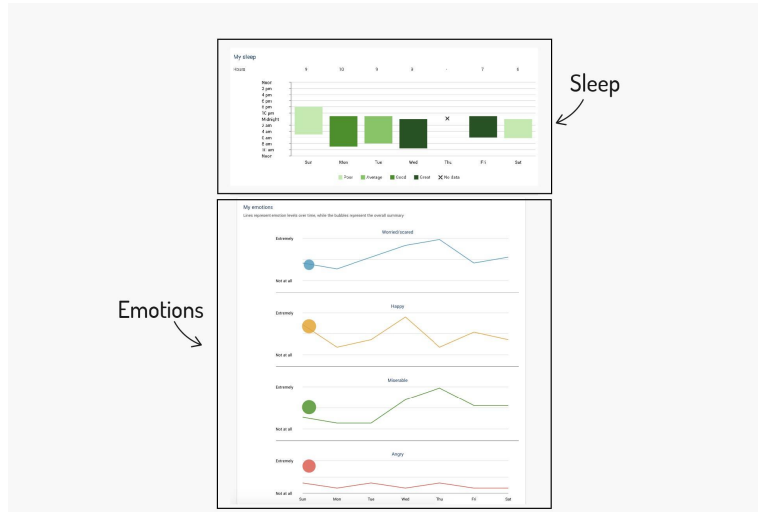 My sleep
Hours 9 10 9 9 - 7 6
Noon
2 pm
4 pm
6 pm
8 pm
10 pm
Midnight
2 am
4 am
6 am
8 am
10 am
Noon
Sun Mon Tue Wed Thu Fri Sat
Poor Average Good Great No data
Sleep
My emotions
Lines represent emotion levels over time, while the bubbles represent the overall summary
Worried/scared
Extremely
Not at all
Happy
Extremely
Not at all
Emotions
Miserable
Extremely
Not at all
Angry
Extremely
Not at all
Sun Mon Tue Wed Thu Fri Sat